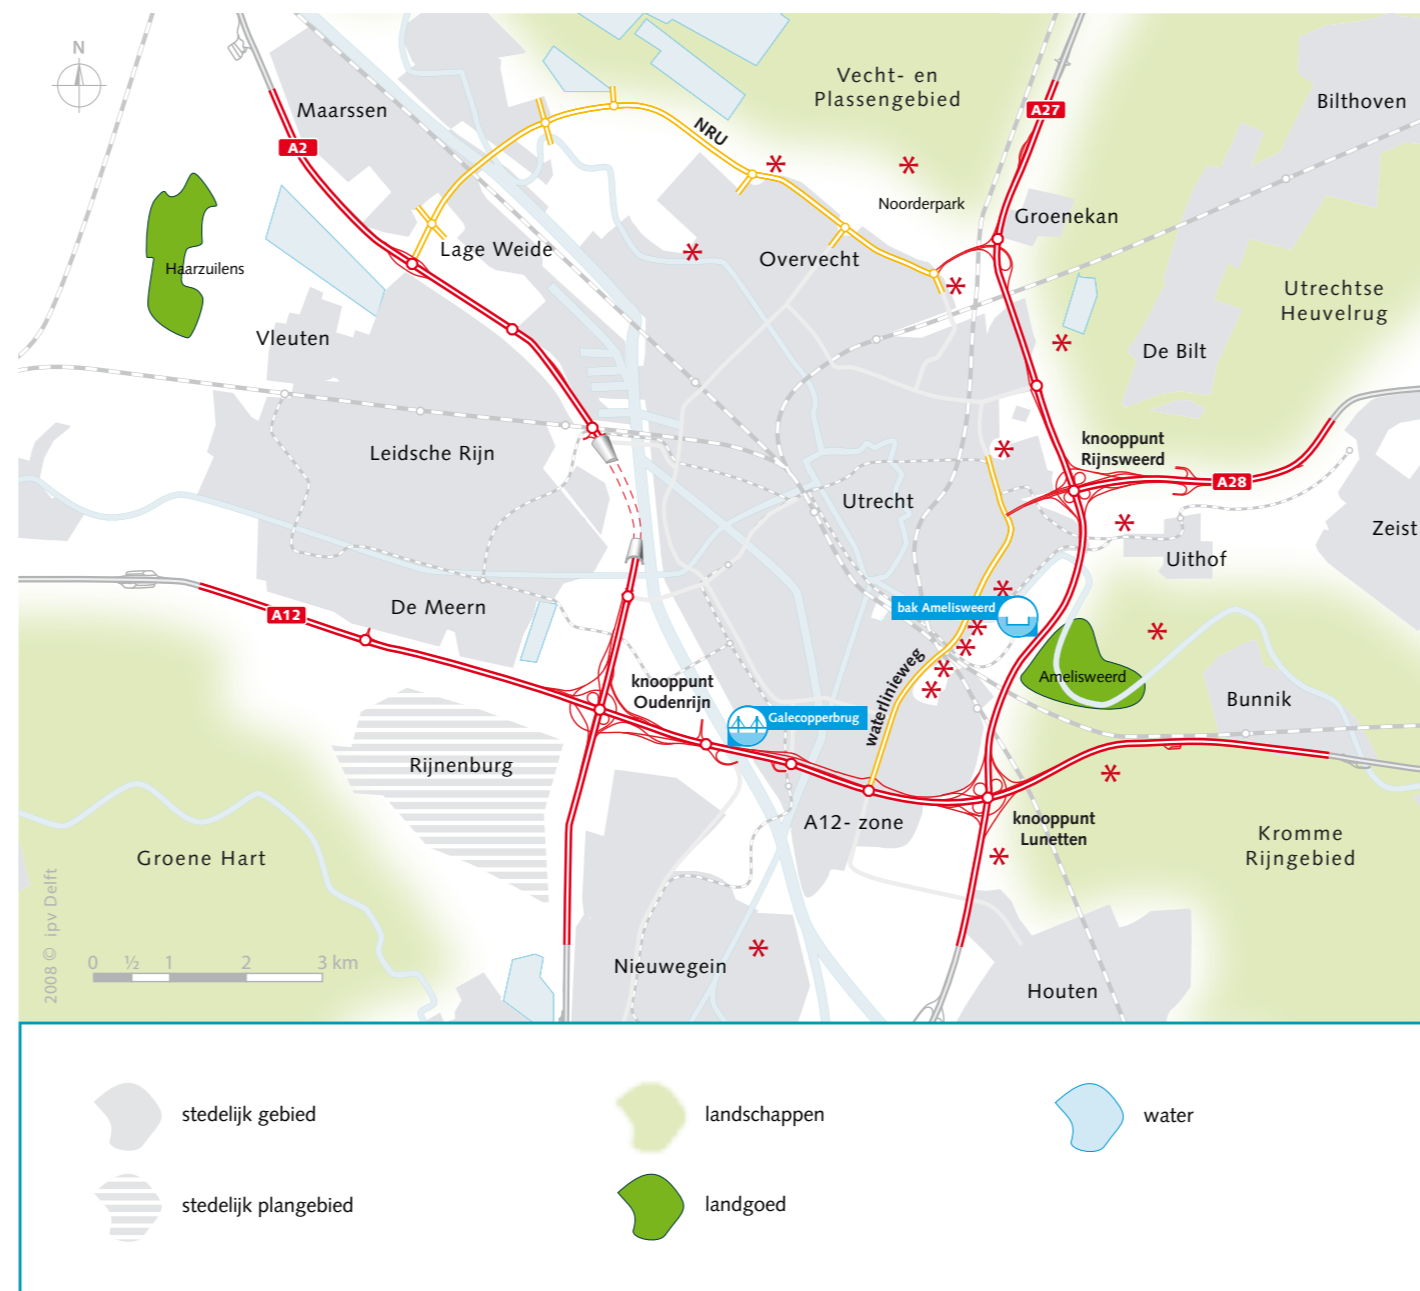 N
Maarssen
A2
NRU
Vecht- en
Plassengebied
A27
Bilthoven
Noorderpark
Groenekan
Lage Weide
Overvecht
Haarzuilens
Utrechtse
Heuvelrug
Vleuten
De Bilt
Leidsche Rijn
knooppunt
Rijnsweerd
A28
Utrecht
Zeist
Uithof
A12
De Meern
bak Amelisweerd
waterlinieweg
Amelisweerd
knooppunt
Oudenrijn
Galecopperbrug
Bunnik
Rijnenburg
A12- zone
knooppunt
Lunetten
Kromme
Rijngebied
Groene Hart
2008 © ipv Delft
0 ½ 1 2 3 km
Nieuwegein
Houten
stedelijk gebied
landschappen
water
stedelijk plangebied
landgoed